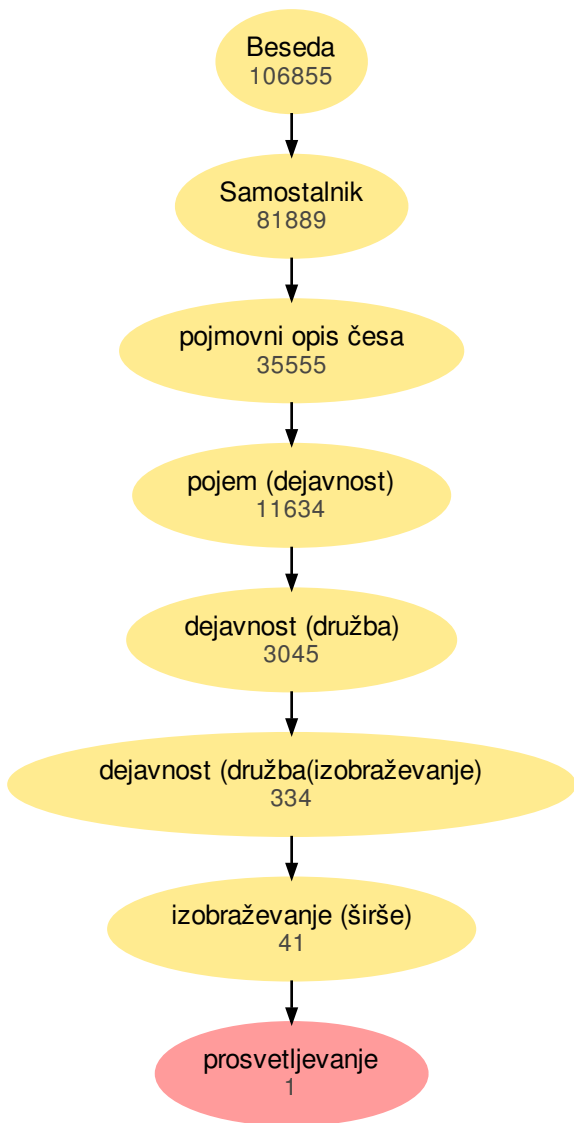 Beseda
106855
Samostalnik
81889
pojmovni opis česa
35555
pojem (dejavnost)
11634
dejavnost (družba)
3045
dejavnost (družba(izobraževanje)
334
izobraževanje (širše)
41
prosvetljevanje
1